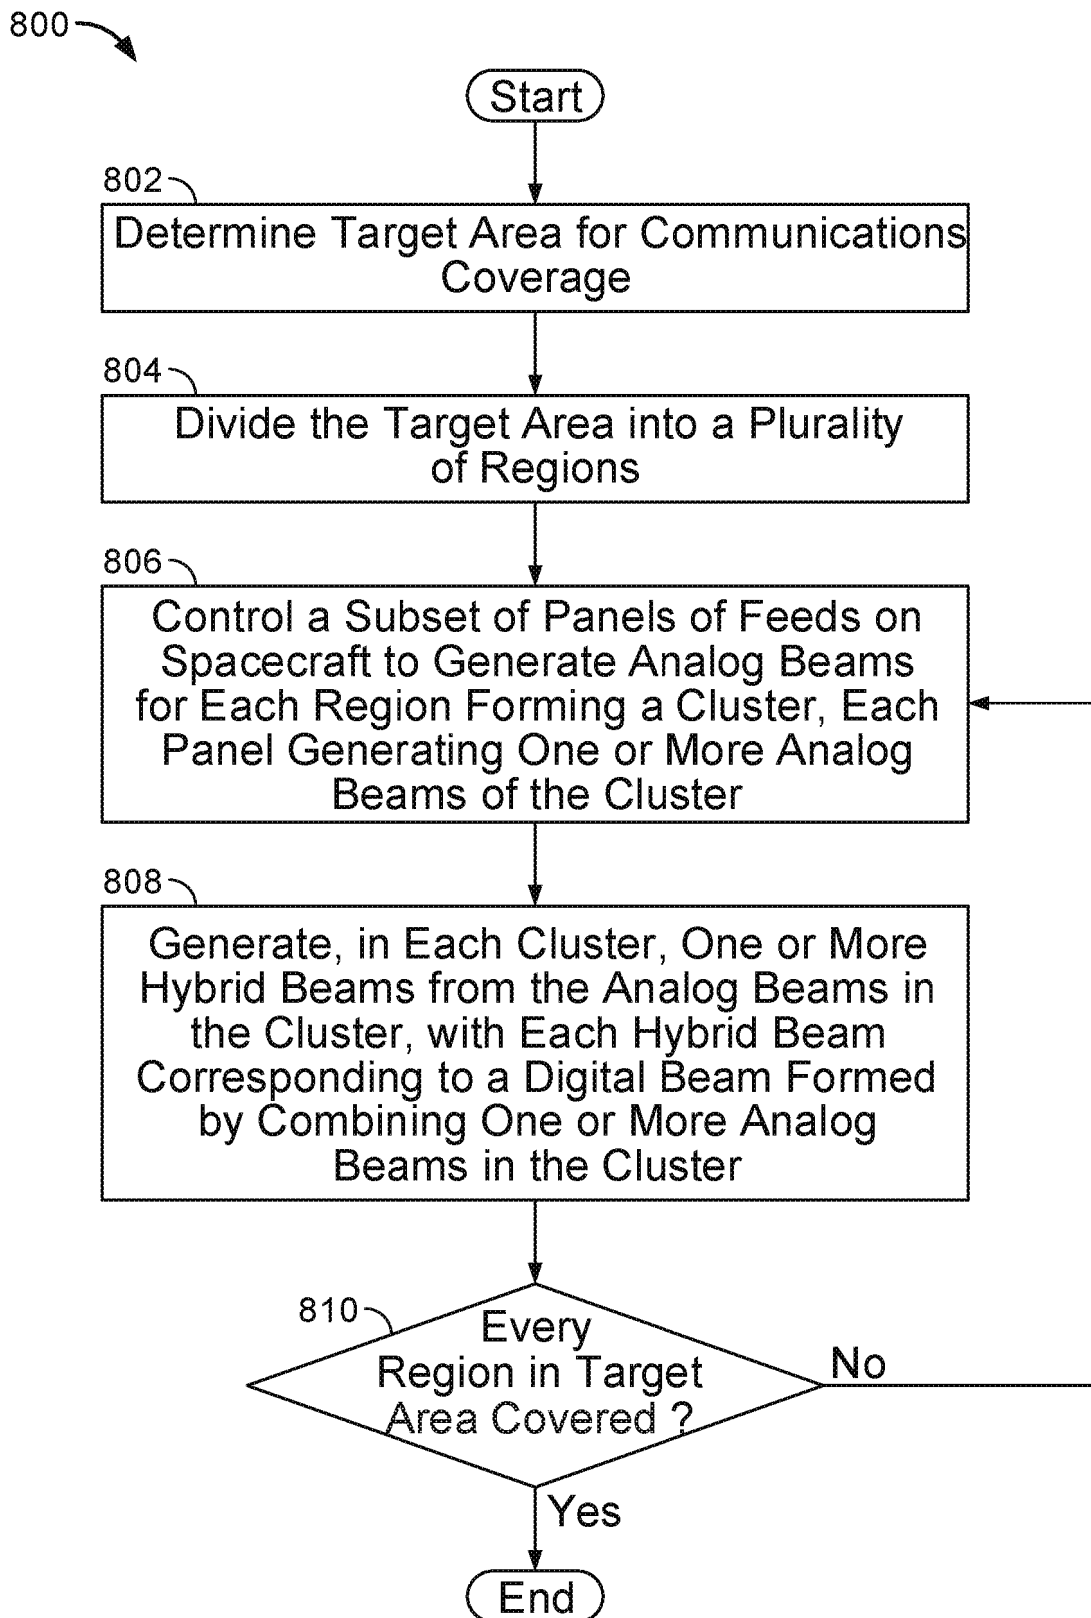 800
Start
802
Determine Target Area for Communications
Coverage
804
Divide the Target Area into a Plurality
of Regions
806
Control a Subset of Panels of Feeds on
Spacecraft to Generate Analog Beams
for Each Region Forming a Cluster, Each
Panel Generating One or More Analog
Beams of the Cluster
808
Generate, in Each Cluster, One or More
Hybrid Beams from the Analog Beams in
the Cluster, with Each Hybrid Beam
Corresponding to a Digital Beam Formed
by Combining One or More Analog
Beams in the Cluster
810
Every
Region in Target
Area Covered ?
No
Yes
End